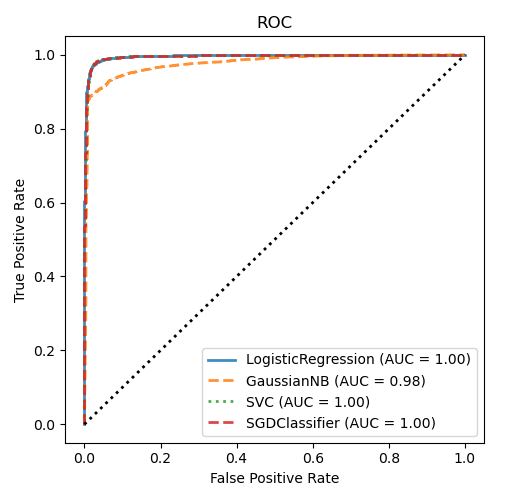 ROC
True Positive Rate
1.0
0.8
0.6
0.4
0.2
0.0
LogisticRegression (AUC = 1.00)
GaussianNB (AUC = 0.98)
SVC (AUC = 1.00)
SGDClassifier (AUC = 1.00)
0.0 0.2 0.4 0.6 0.8 1.0
False Positive Rate